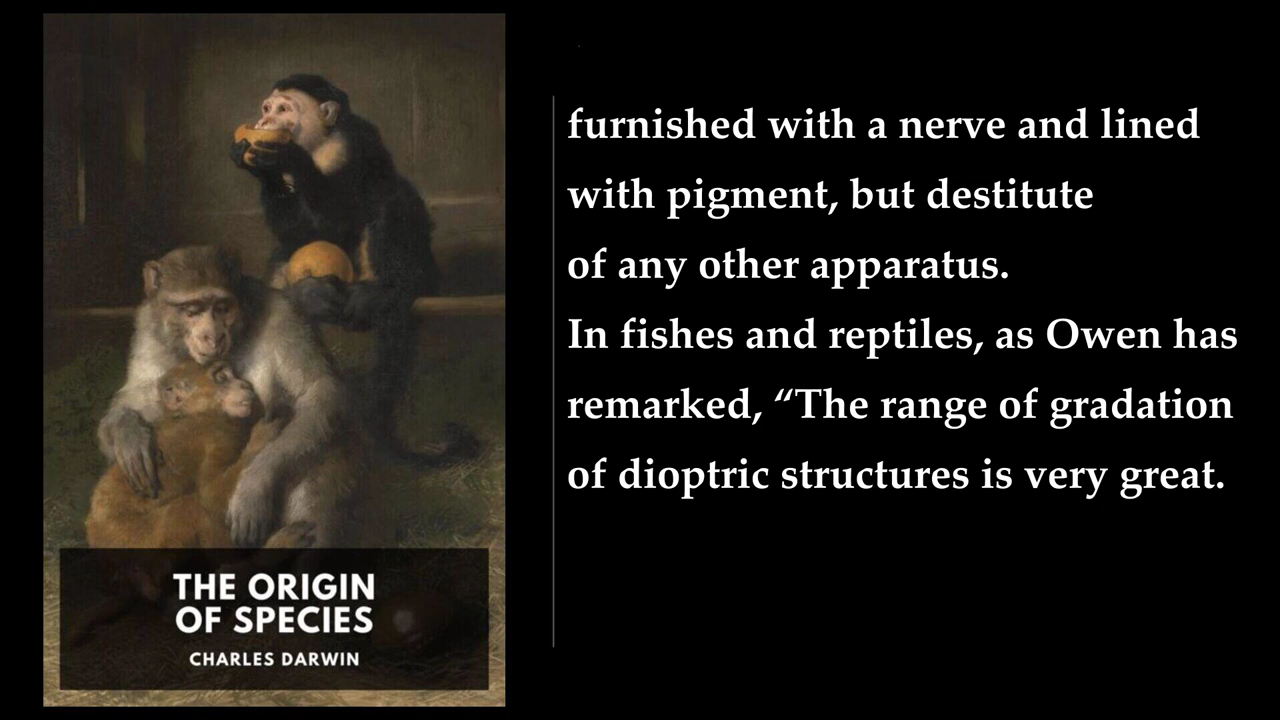 THE ORIGIN
OF SPECIES
CHARLES DARWIN
furnished with a nerve and lined
with pigment, but destitute
of any other apparatus.
In fishes and reptiles, as Owen has
remarked, “The range of gradation
of dioptric structures is very great.